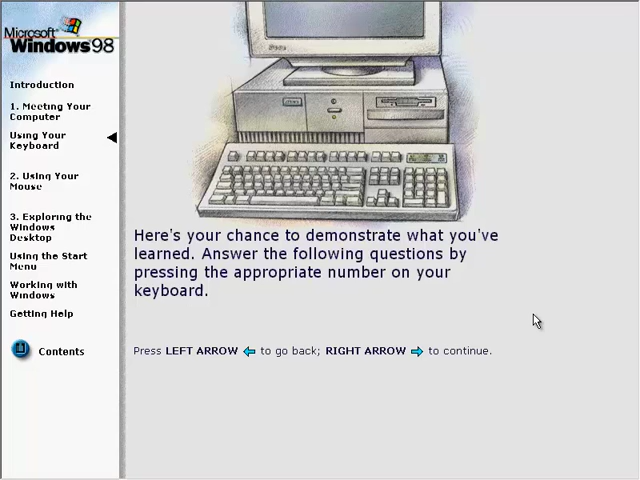 Microsoft
Windows 98
Introduction
1. Meeting Your
Computer
Using Your
Keyboard
2. Using Your
Mouse
3. Exploring the
Windows
Desktop
Using the Start
Menu
Working with
Windows
Getting Help
Contents
Here's your chance to demonstrate what you've
learned. Answer the following questions by
pressing the appropriate number on your
keyboard.
Press LEFT ARROW to go back; RIGHT ARROW to continue.